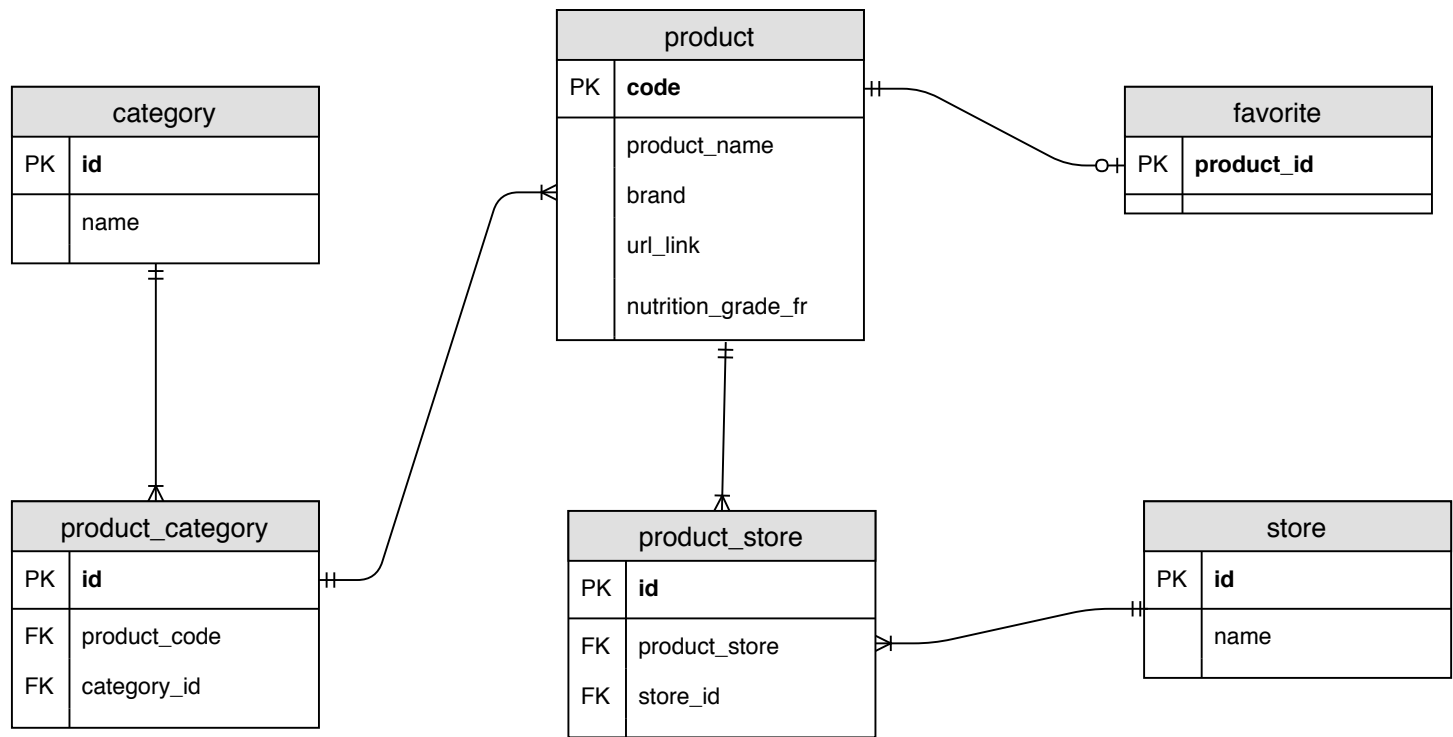 product
PK code
product_name
brand
url_link
nutrition_grade_fr
category
PK id
name
favorite
PK product_id
product_category
PK id
FK product_code
FK category_id
product_store
PK id
FK product_store
FK store_id
store
PK id
name